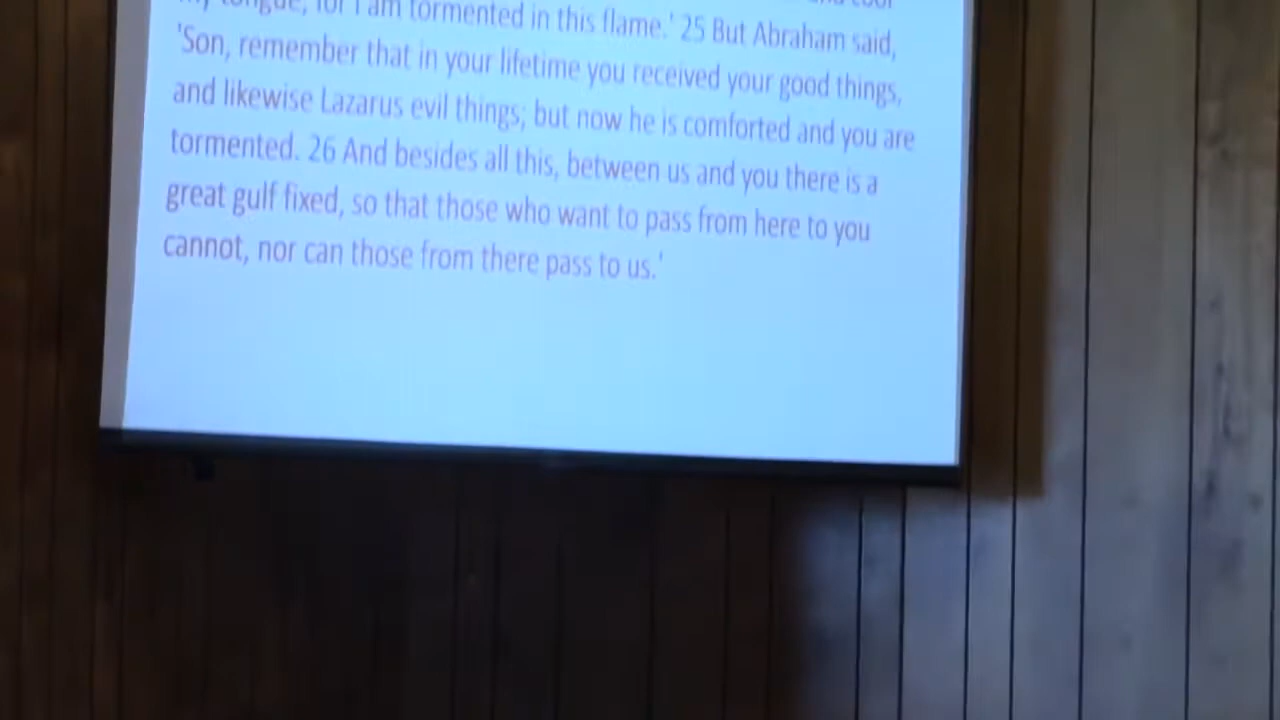 and cool
my tongue, for I am tormented in this flame.' 25 But Abraham said,
'Son, remember that in your lifetime you received your good things,
and likewise Lazarus evil things; but now he is comforted and you are
tormented. 26 And besides all this, between us and you there is a
great gulf fixed, so that those who want to pass from here to you
cannot, nor can those from there pass to us.'